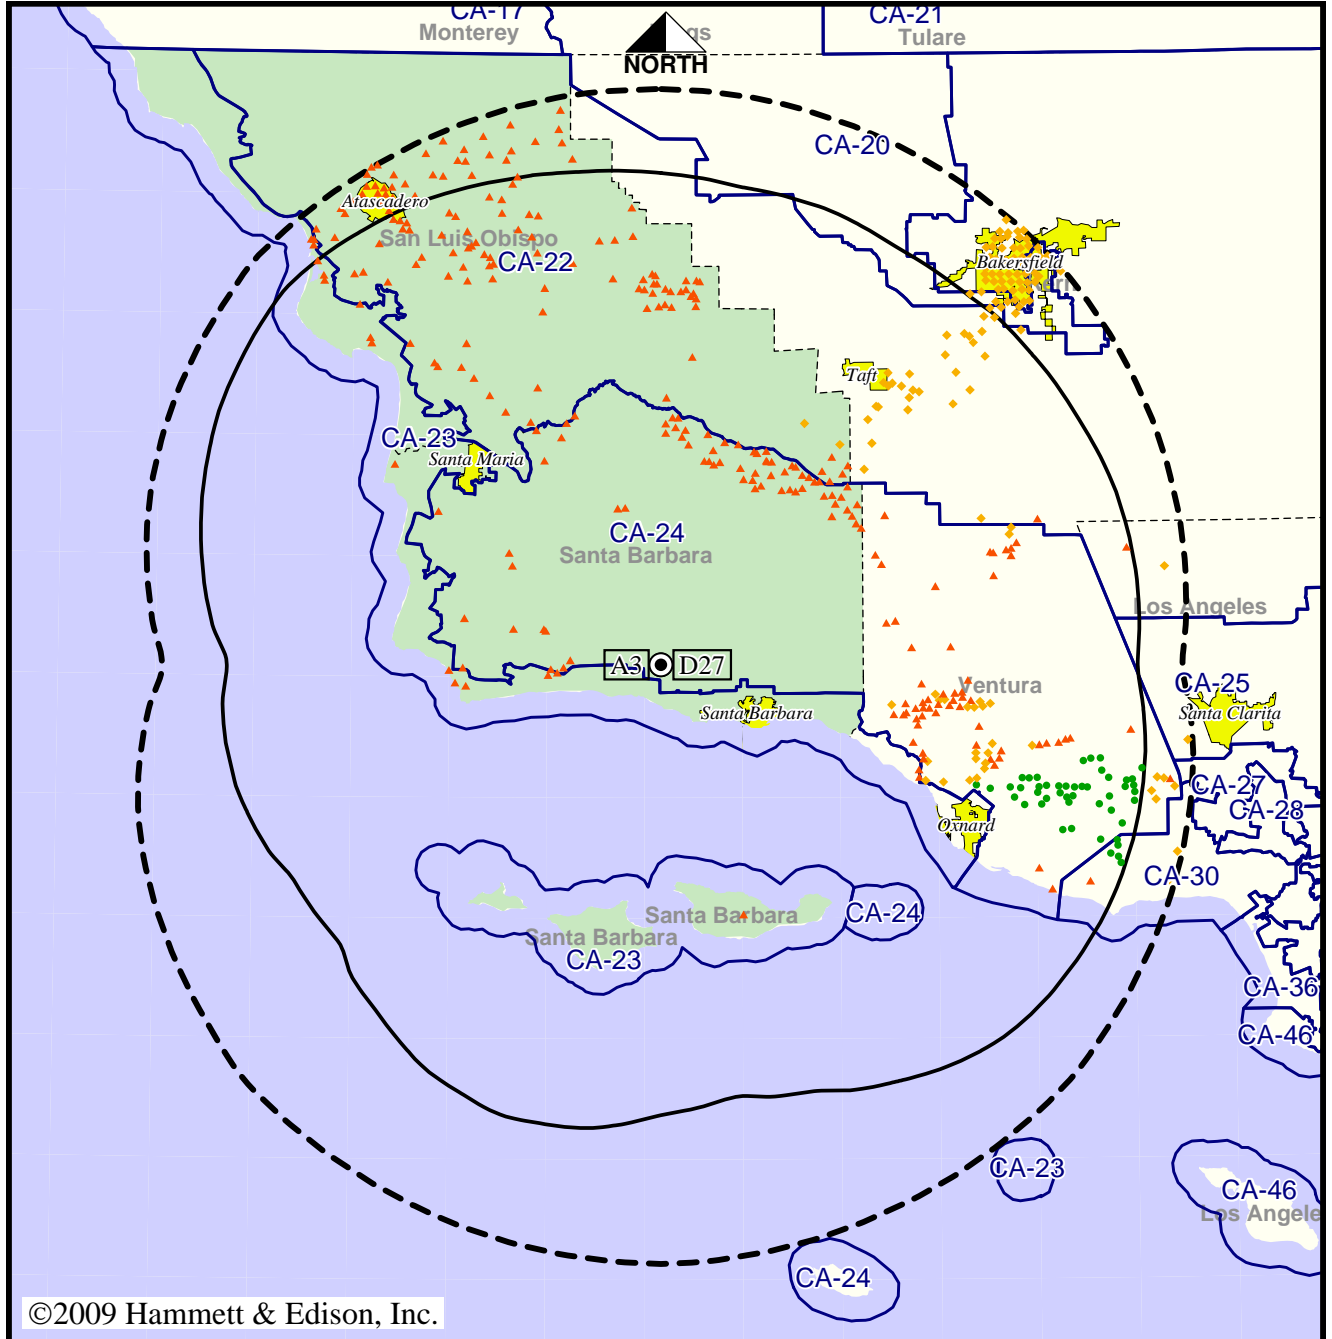 CA-17
Monterey
CA-21
Tulare
NORTH
CA-20
Atascadero
San Luis Obispo
CA-22
Bakersfield
Taft
CA-23
Santa Maria
CA-24
Santa Barbara
Los Angeles
A3 D27
Ventura
CA-25
Santa Barbara
Santa Clarita
CA-27
CA-28
Oxnard
CA-30
Santa Barbara
CA-24
Santa Barbara
CA-23
CA-36
CA-46
CA-23
CA-46
Los Angele
CA-24
©2009 Hammett & Edison, Inc.